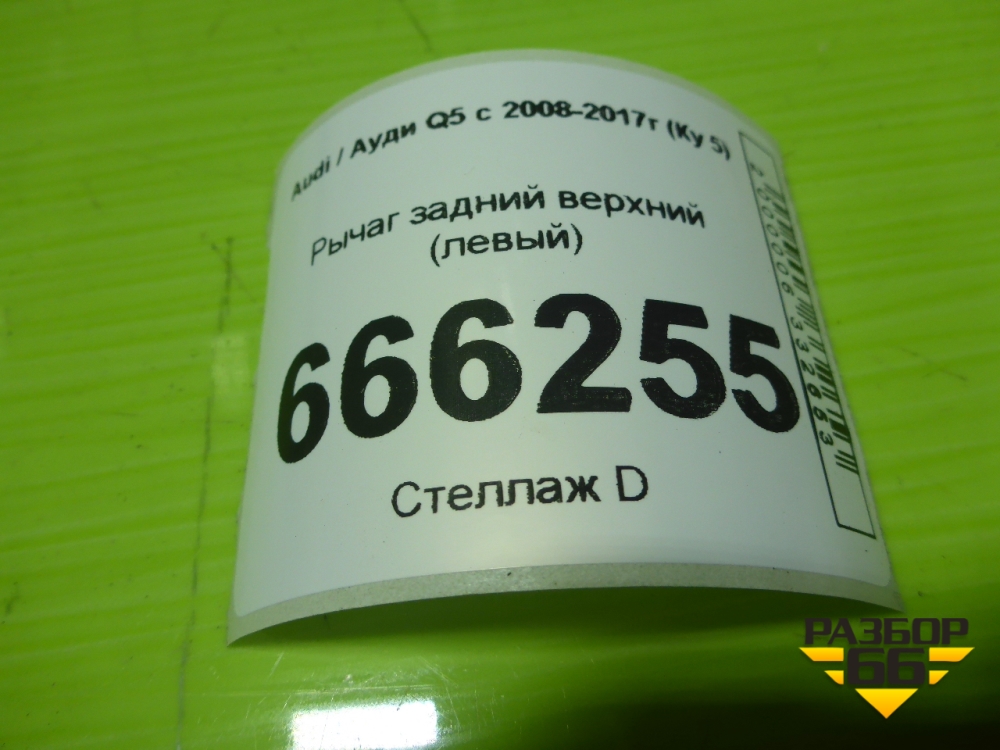 Audi / Ауди Q5 с 2008-2017г (Ку 5)
Рычаг задний верхний
(левый)
666255
Стеллаж D
РАЗБОР
66